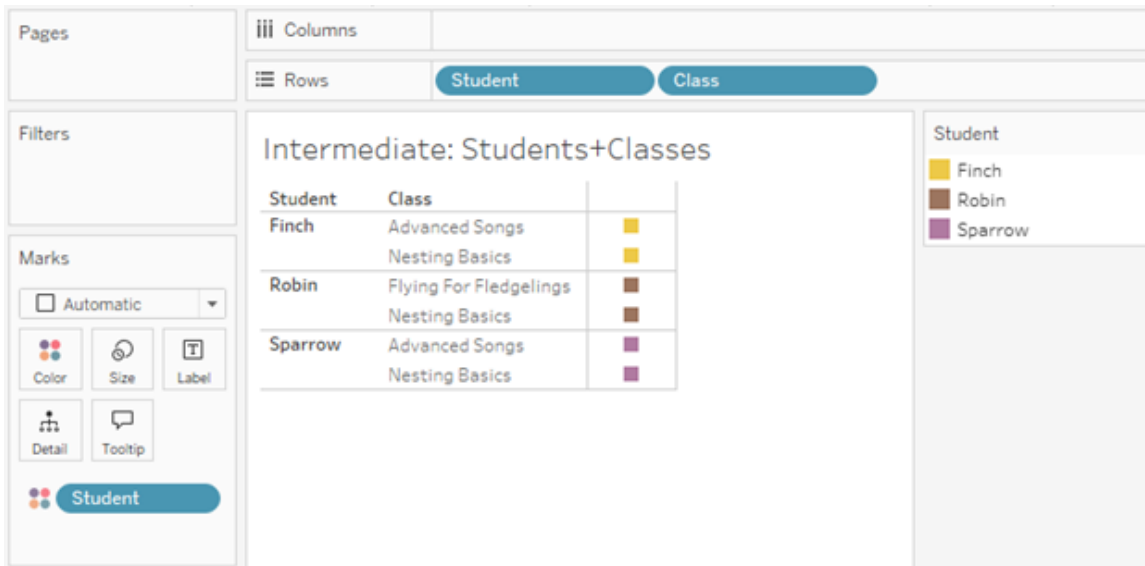 Pages
Columns
Rows Student Class
Filters
Intermediate: Students+Classes
Student Class
Finch Advanced Songs
Nesting Basics
Robin Flying For Fledgelings
Nesting Basics
Sparrow Advanced Songs
Nesting Basics
Student
Finch
Robin
Sparrow
Marks
Automatic
Color Size Label
Detail Tooltip
Student